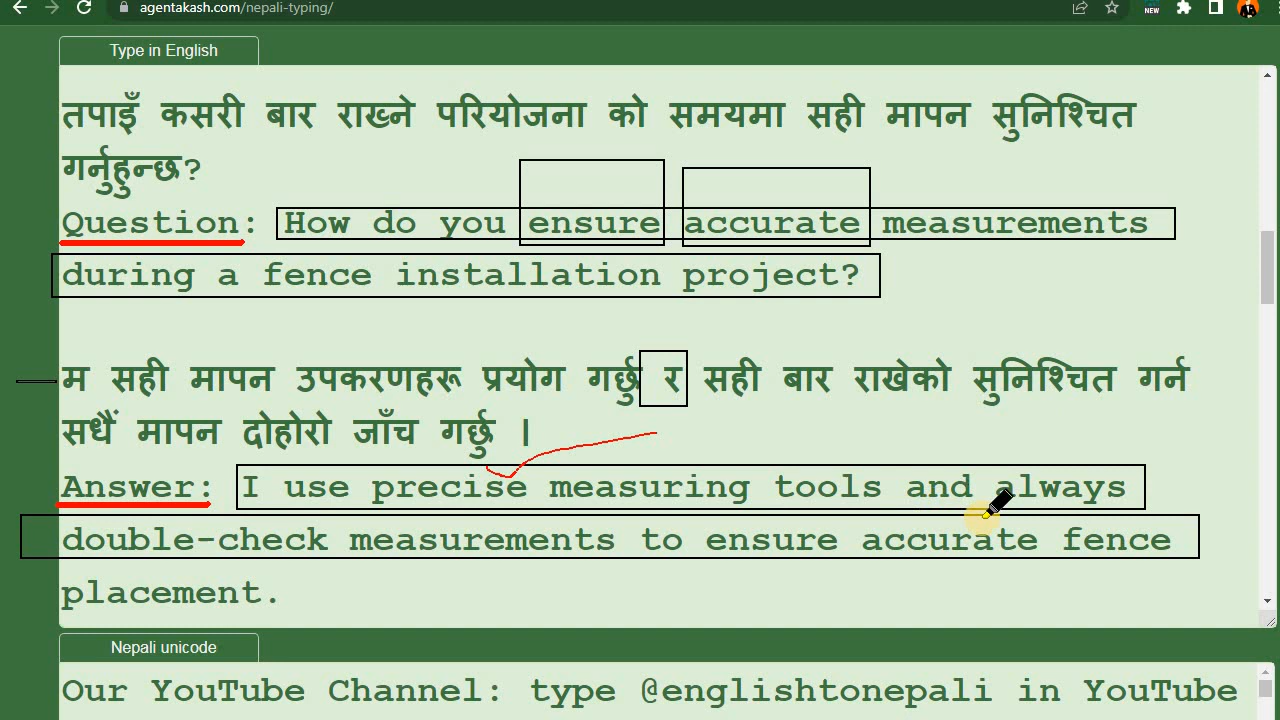 agentakash.com/nepali-typing/
NEW
Type in English
तपाइँ कसरी बार राख्ने परियोजना को समयमा सही मापन सुनिश्चित
गर्नुहुन्छ?
Question: How do you ensure accurate measurements
during a fence installation project?
म सही मापन उपकरणहरू प्रयोग गर्छु र सही बार राखेको सुनिश्चित गर्न
सधैं मापन दोहोरो जाँच गर्छु |
Answer: I use precise measuring tools and always
double-check measurements to ensure accurate fence
placement.
Nepali unicode
Our YouTube Channel: type @englishtonepali in YouTube